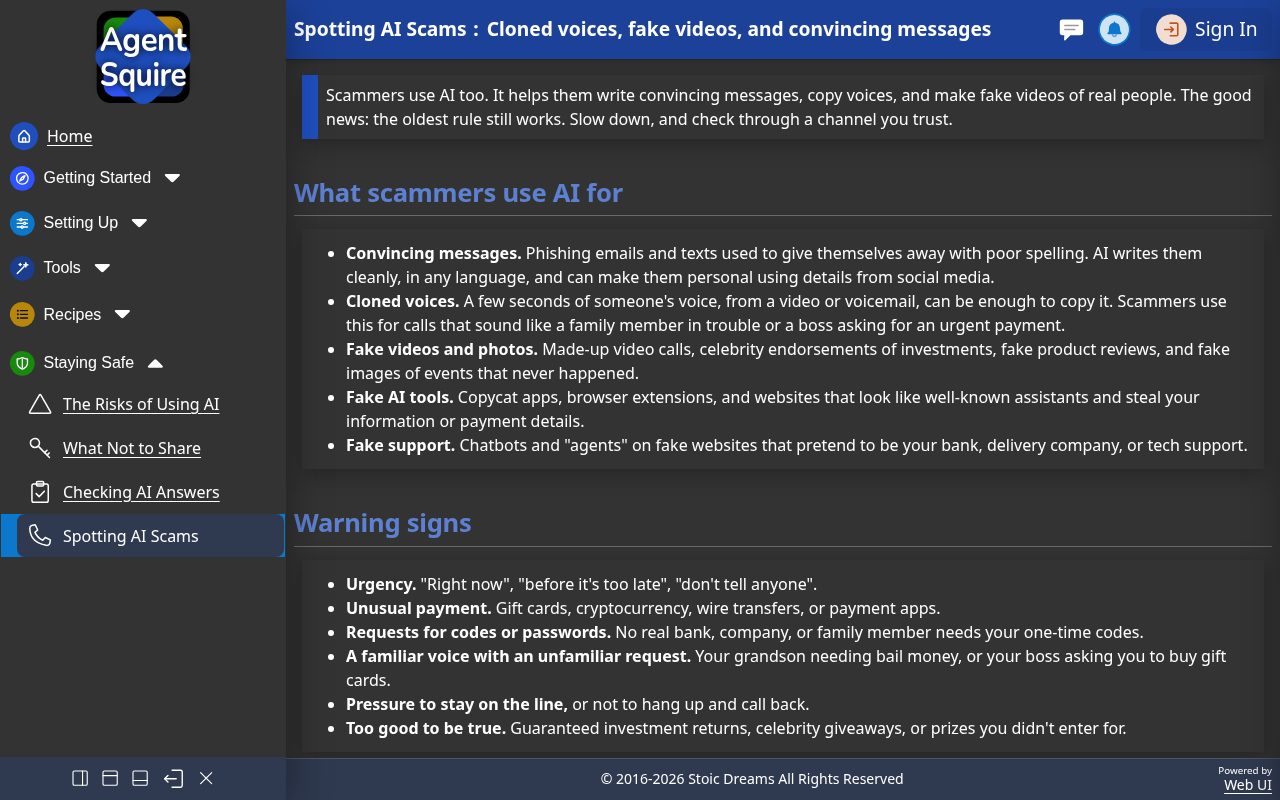 Agent
Squire
Home
Getting Started
Setting Up
Tools
Recipes
Staying Safe
The Risks of Using AI
What Not to Share
Checking AI Answers
Spotting AI Scams
Spotting AI Scams : Cloned voices, fake videos, and convincing messages
Sign In
Scammers use AI too. It helps them write convincing messages, copy voices, and make fake videos of real people. The good
news: the oldest rule still works. Slow down, and check through a channel you trust.
What scammers use AI for
Convincing messages. Phishing emails and texts used to give themselves away with poor spelling. AI writes them
cleanly, in any language, and can make them personal using details from social media.
Cloned voices. A few seconds of someone's voice, from a video or voicemail, can be enough to copy it. Scammers use
this for calls that sound like a family member in trouble or a boss asking for an urgent payment.
Fake videos and photos. Made-up video calls, celebrity endorsements of investments, fake product reviews, and fake
images of events that never happened.
Fake AI tools. Copycat apps, browser extensions, and websites that look like well-known assistants and steal your
information or payment details.
Fake support. Chatbots and "agents" on fake websites that pretend to be your bank, delivery company, or tech support.
Warning signs
Urgency. "Right now", "before it's too late", "don't tell anyone".
Unusual payment. Gift cards, cryptocurrency, wire transfers, or payment apps.
Requests for codes or passwords. No real bank, company, or family member needs your one-time codes.
A familiar voice with an unfamiliar request. Your grandson needing bail money, or your boss asking you to buy gift
cards.
Pressure to stay on the line, or not to hang up and call back.
Too good to be true. Guaranteed investment returns, celebrity giveaways, or prizes you didn't enter for.
© 2016-2026 Stoic Dreams All Rights Reserved
Powered by
Web UI